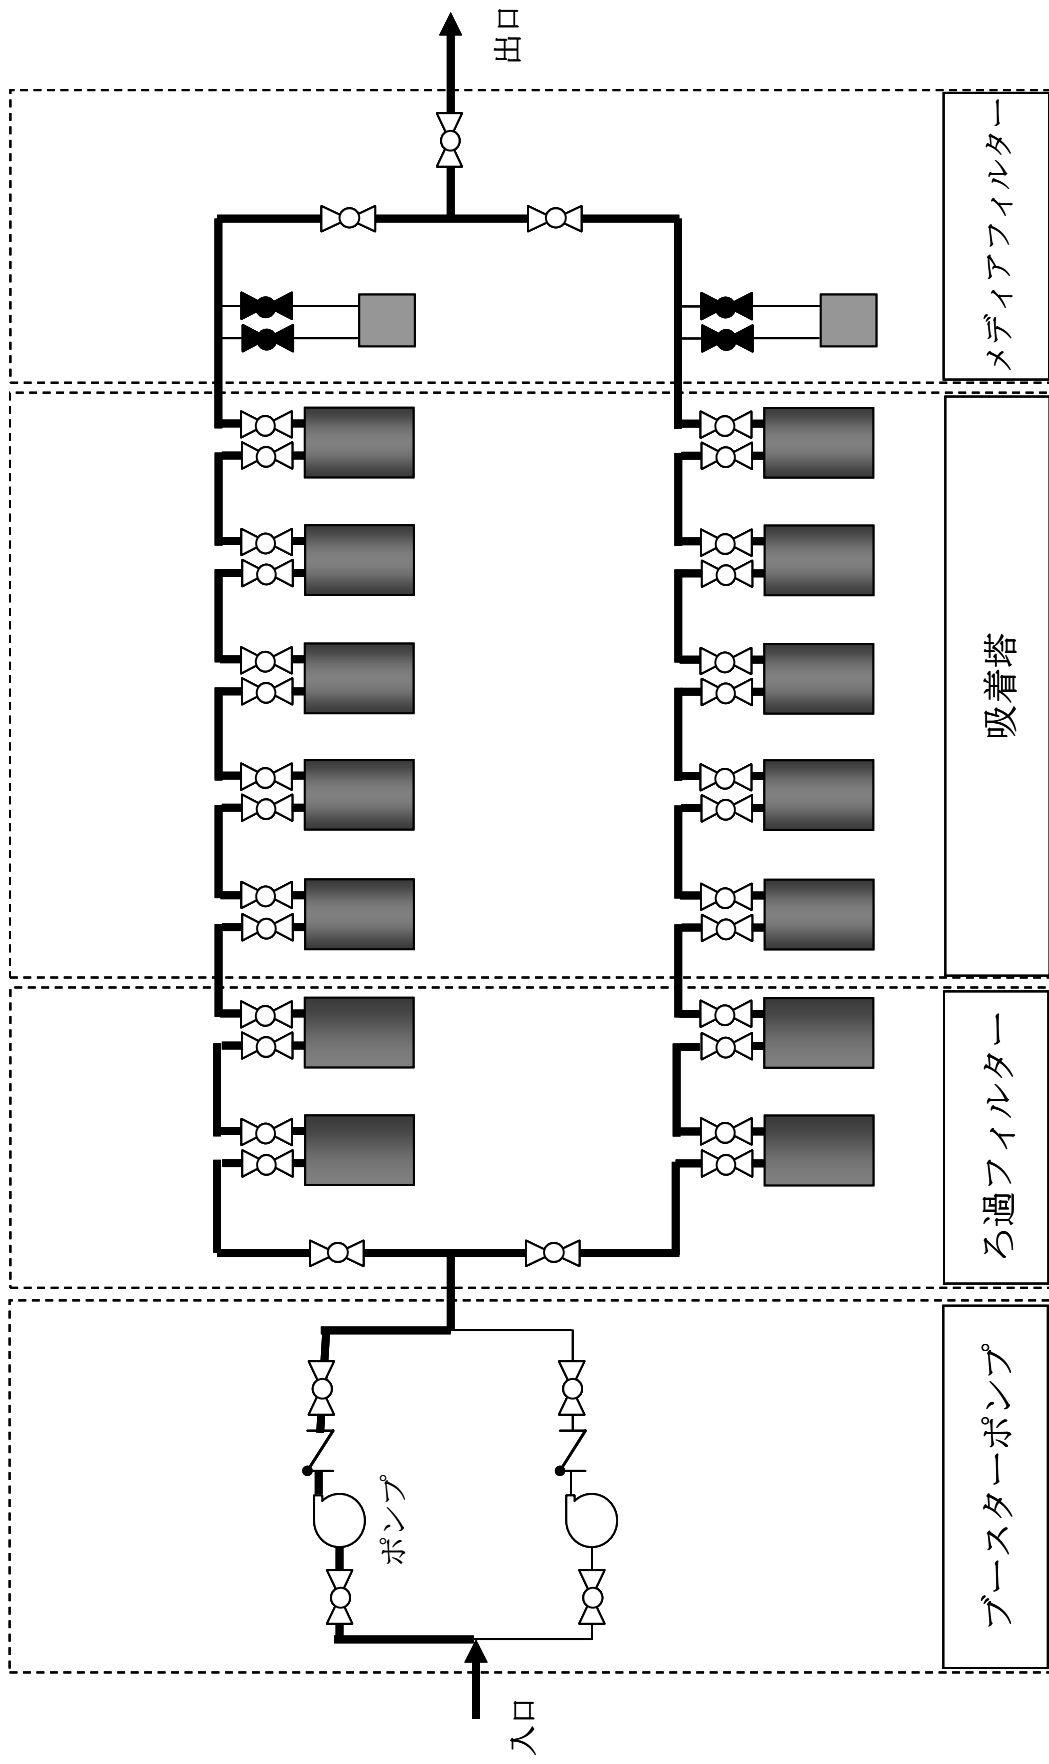 入口
ポンプ
出口
ブースターポンプ
ろ過フィルター
吸着塔
メディアフィルター